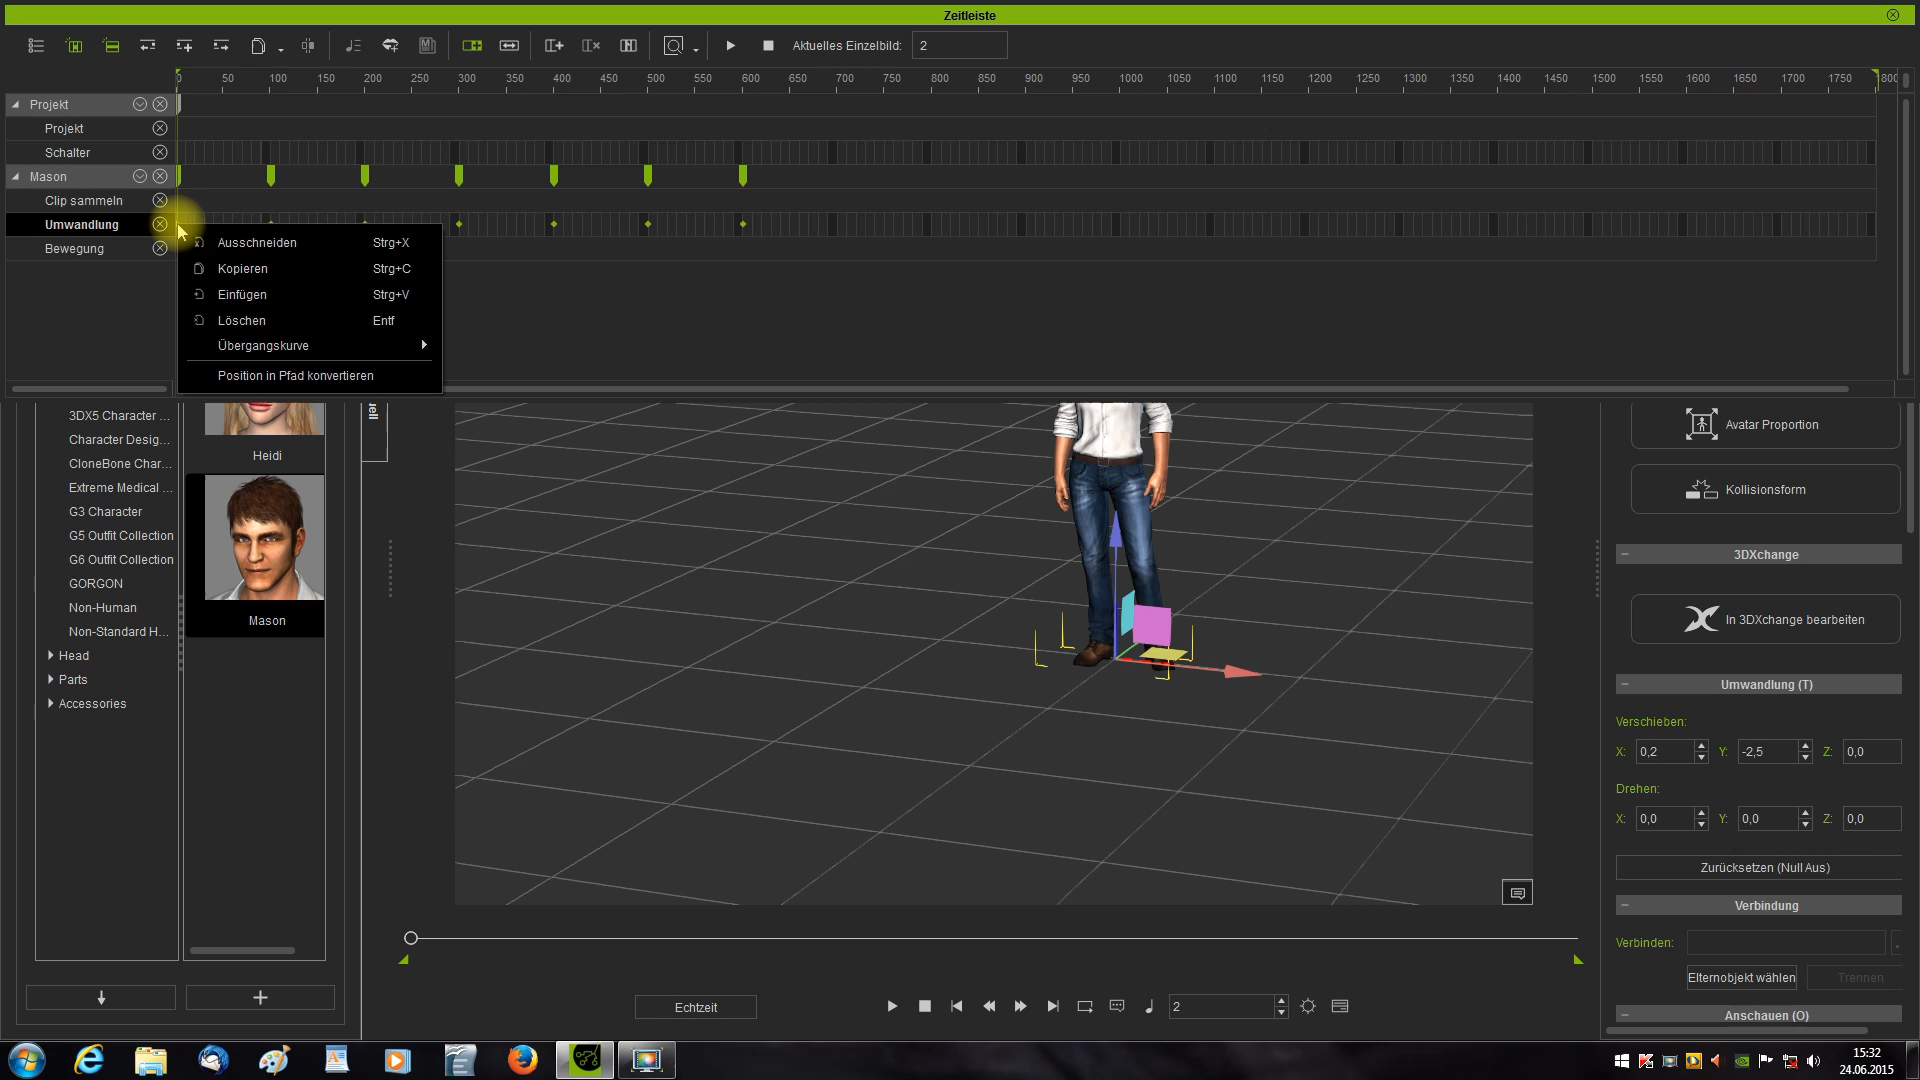 Zeitleiste
Aktuelles Einzelbild: 2
0 50 100 150 200 250 300 350 400 450 500 550 600 650 700 750 800 850 900 950 1000 1050 1100 1150 1200 1250 1300 1350 1400 1450 1500 1550 1600 1650 1700 1750 1800
Projekt
Projekt
Schalter
Mason
Clip sammeln
Umwandlung
Bewegung
Ausschneiden Strg+X
Kopieren Strg+C
Einfügen Strg+V
Löschen Entf
Übergangskurve
Position in Pfad konvertieren
3DX5 Character ...
Character Desig...
CloneBone Char...
Extreme Medical ...
G3 Character
G5 Outfit Collection
G6 Outfit Collection
GORGON
Non-Human
Non-Standard H...
Head
Parts
Accessories
Heidi
Mason
Avatar Proportion
Kollisionsform
3DXchange
In 3DXchange bearbeiten
Umwandlung (T)
Verschieben:
X: 0,2 Y: -2,5 Z: 0,0
Drehen:
X: 0,0 Y: 0,0 Z: 0,0
Zurücksetzen (Null Aus)
Verbindung
Verbinden:
Elternobjekt wählen Trennen
Anschauen (O)
Echtzeit
2
15:32
24.06.2015